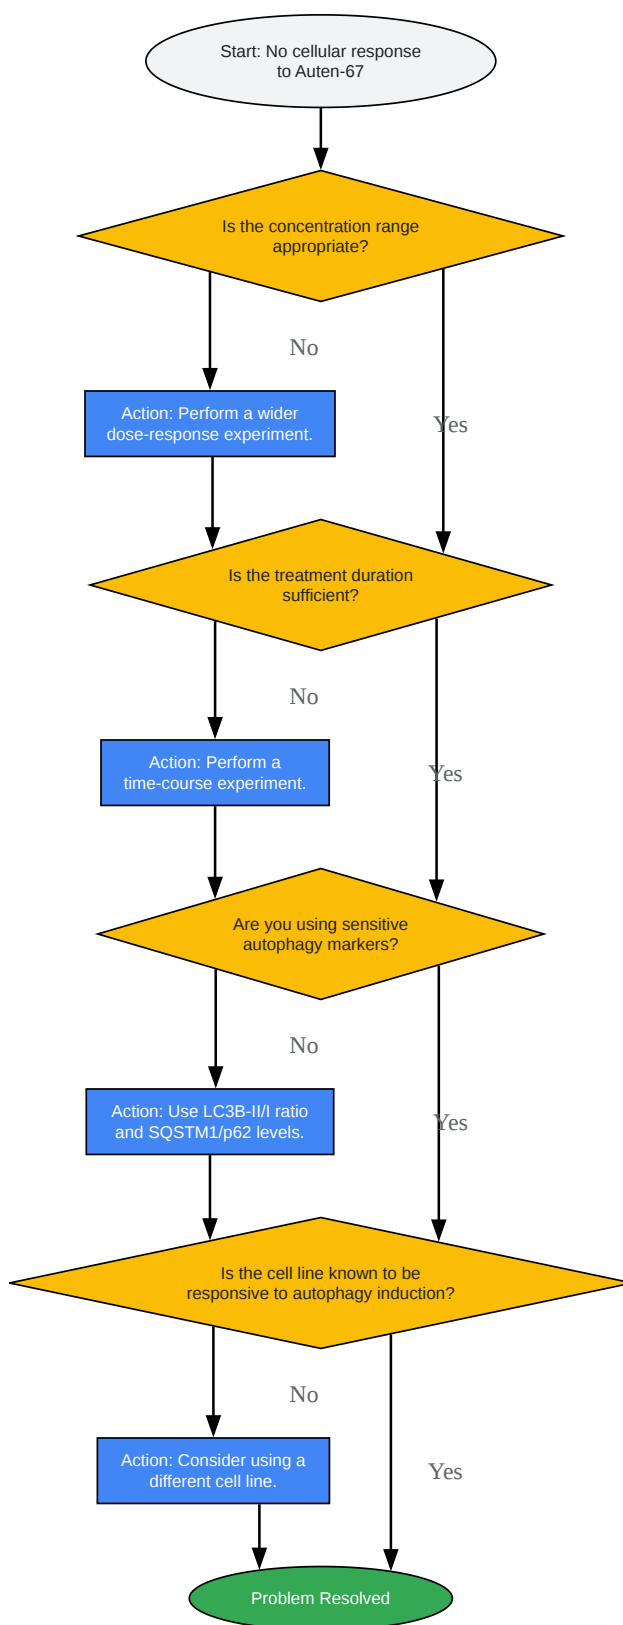 Start: No cellular response
to Auten-67
Is the concentration range
appropriate?
No
Action: Perform a wider
dose-response experiment.
Yes
Is the treatment duration
sufficient?
No
Action: Perform a
time-course experiment.
Yes
Are you using sensitive
autophagy markers?
No
Action: Use LC3B-II/I ratio
and SQSTM1/p62 levels.
Yes
Is the cell line known to be
responsive to autophagy induction?
No
Action: Consider using a
different cell line.
Yes
Problem Resolved